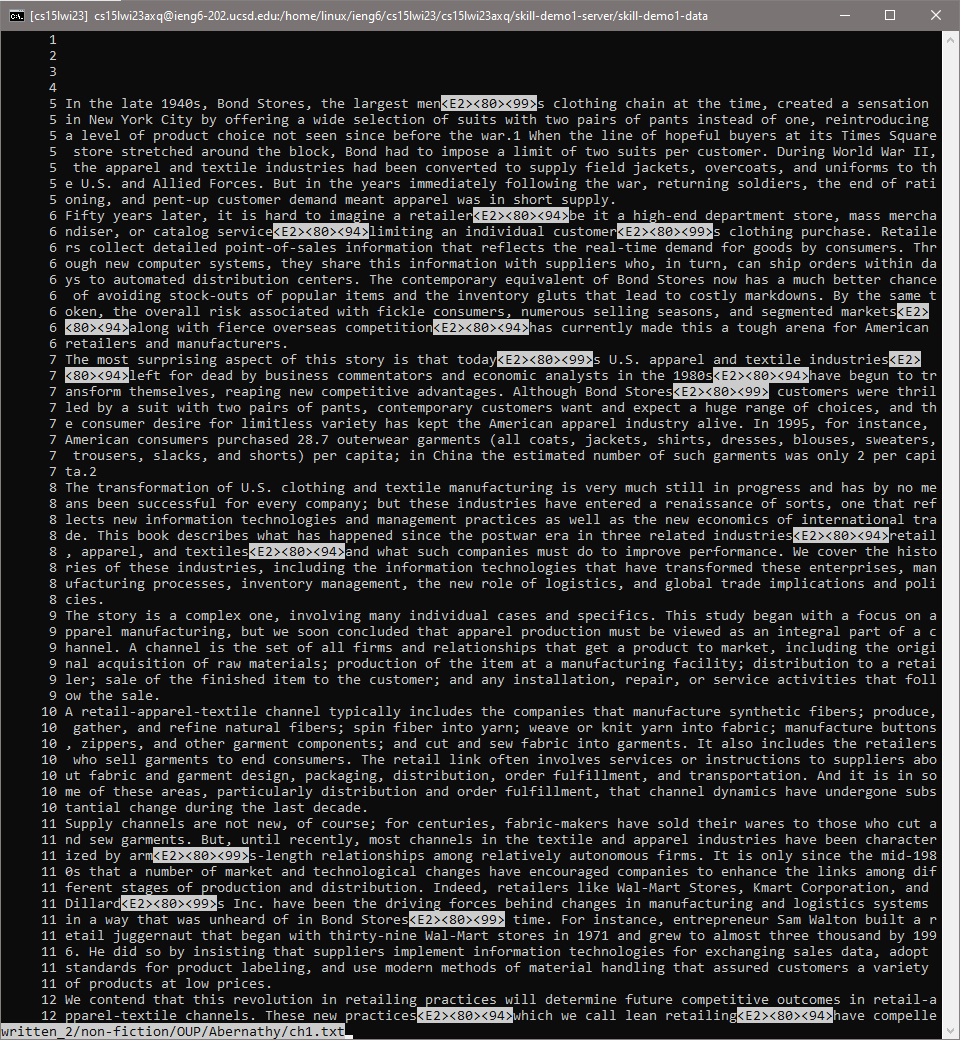 [cs15lwi23] cs15lwi23axq@ieng6-202.ucsd.edu:/home/linux/ieng6/cs15lwi23/cs15lwi23axq/skill-demo1-server/skill-demo1-data
1
2
3
4
5 In the late 1940s, Bond Stores, the largest men<E2><80><99>s clothing chain at the time, created a sensation
5 in New York City by offering a wide selection of suits with two pairs of pants instead of one, reintroducing
5 a level of product choice not seen since before the war.1 When the line of hopeful buyers at its Times Square
5  store stretched around the block, Bond had to impose a limit of two suits per customer. During World War II,
5  the apparel and textile industries had been converted to supply field jackets, overcoats, and uniforms to th
5 e U.S. and Allied Forces. But in the years immediately following the war, returning soldiers, the end of rati
5 oning, and pent-up customer demand meant apparel was in short supply.
6 Fifty years later, it is hard to imagine a retailer<E2><80><94>be it a high-end department store, mass mercha
6 ndiser, or catalog service<E2><80><94>limiting an individual customer<E2><80><99>s clothing purchase. Retaile
6 rs collect detailed point-of-sales information that reflects the real-time demand for goods by consumers. Thr
6 ough new computer systems, they share this information with suppliers who, in turn, can ship orders within da
6 ys to automated distribution centers. The contemporary equivalent of Bond Stores now has a much better chance
6  of avoiding stock-outs of popular items and the inventory gluts that lead to costly markdowns. By the same t
6 oken, the overall risk associated with fickle consumers, numerous selling seasons, and segmented markets<E2>
6 <80><94>along with fierce overseas competition<E2><80><94>has currently made this a tough arena for American
6 retailers and manufacturers.
7 The most surprising aspect of this story is that today<E2><80><99>s U.S. apparel and textile industries<E2>
7 <80><94>left for dead by business commentators and economic analysts in the 1980s<E2><80><94>have begun to tr
7 ansform themselves, reaping new competitive advantages. Although Bond Stores<E2><80><99> customers were thril
7 led by a suit with two pairs of pants, contemporary customers want and expect a huge range of choices, and th
7 e consumer desire for limitless variety has kept the American apparel industry alive. In 1995, for instance,
7 American consumers purchased 28.7 outerwear garments (all coats, jackets, shirts, dresses, blouses, sweaters,
7  trousers, slacks, and shorts) per capita; in China the estimated number of such garments was only 2 per capi
7 ta.2
8 The transformation of U.S. clothing and textile manufacturing is very much still in progress and has by no me
8 ans been successful for every company; but these industries have entered a renaissance of sorts, one that ref
8 lects new information technologies and management practices as well as the new economics of international tra
8 de. This book describes what has happened since the postwar era in three related industries<E2><80><94>retail
8 , apparel, and textiles<E2><80><94>and what such companies must do to improve performance. We cover the histo
8 ries of these industries, including the information technologies that have transformed these enterprises, man
8 ufacturing processes, inventory management, the new role of logistics, and global trade implications and poli
8 cies.
9 The story is a complex one, involving many individual cases and specifics. This study began with a focus on a
9 pparel manufacturing, but we soon concluded that apparel production must be viewed as an integral part of a c
9 hannel. A channel is the set of all firms and relationships that get a product to market, including the origi
9 nal acquisition of raw materials; production of the item at a manufacturing facility; distribution to a retai
9 ler; sale of the finished item to the customer; and any installation, repair, or service activities that foll
9 ow the sale.
10 A retail-apparel-textile channel typically includes the companies that manufacture synthetic fibers; produce,
10  gather, and refine natural fibers; spin fiber into yarn; weave or knit yarn into fabric; manufacture buttons
10 , zippers, and other garment components; and cut and sew fabric into garments. It also includes the retailers
10  who sell garments to end consumers. The retail link often involves services or instructions to suppliers abo
10 ut fabric and garment design, packaging, distribution, order fulfillment, and transportation. And it is in so
10 me of these areas, particularly distribution and order fulfillment, that channel dynamics have undergone subs
10 tantial change during the last decade.
11 Supply channels are not new, of course; for centuries, fabric-makers have sold their wares to those who cut a
11 nd sew garments. But, until recently, most channels in the textile and apparel industries have been character
11 ized by arm<E2><80><99>s-length relationships among relatively autonomous firms. It is only since the mid-198
11 0s that a number of market and technological changes have encouraged companies to enhance the links among dif
11 ferent stages of production and distribution. Indeed, retailers like Wal-Mart Stores, Kmart Corporation, and
11 Dillard<E2><80><99>s Inc. have been the driving forces behind changes in manufacturing and logistics systems
11 in a way that was unheard of in Bond Stores<E2><80><99> time. For instance, entrepreneur Sam Walton built a r
11 etail juggernaut that began with thirty-nine Wal-Mart stores in 1971 and grew to almost three thousand by 199
11 6. He did so by insisting that suppliers implement information technologies for exchanging sales data, adopt
11 standards for product labeling, and use modern methods of material handling that assured customers a variety
11 of products at low prices.
12 We contend that this revolution in retailing practices will determine future competitive outcomes in retail-a
12 pparel-textile channels. These new practices<E2><80><94>which we call lean retailing<E2><80><94>have compelle
written_2/non-fiction/OUP/Abernathy/ch1.txt